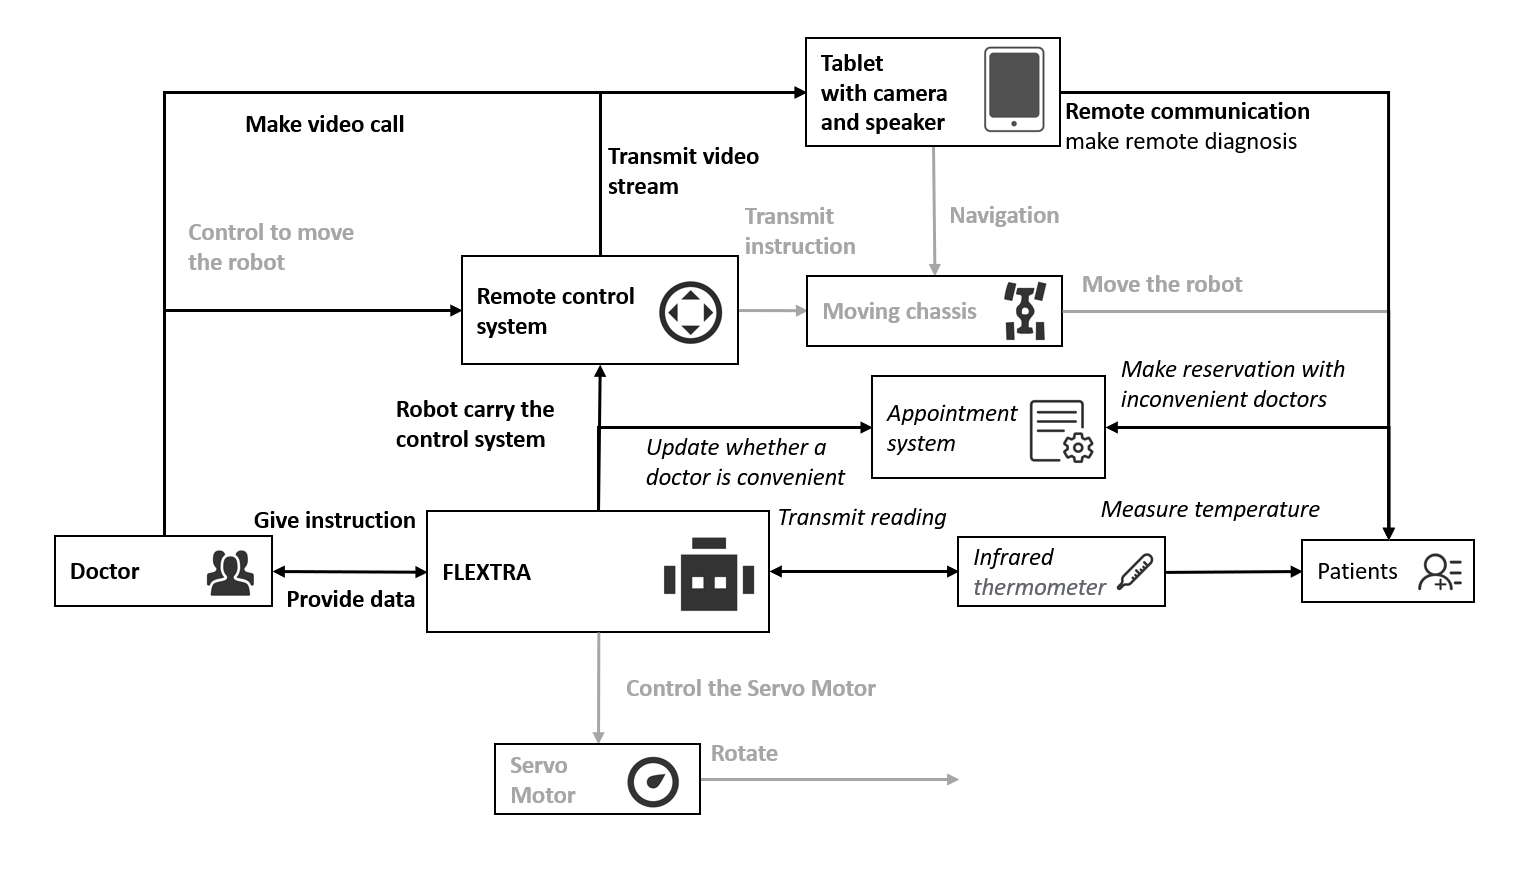 Tablet
with camera
and speaker
Remote communication
make remote diagnosis
Make video call
Transmit video
stream
Control to move
the robot
Transmit
instruction
Navigation
Remote control
system
Moving chassis
Move the robot
Robot carry the
control system
Update whether a
doctor is convenient
Appointment
system
Make reservation with
inconvenient doctors
Give instruction
Provide data
Doctor
FLEXTRA
Transmit reading
Infrared
thermometer
Measure temperature
Patients
Control the Servo Motor
Servo
Motor
Rotate